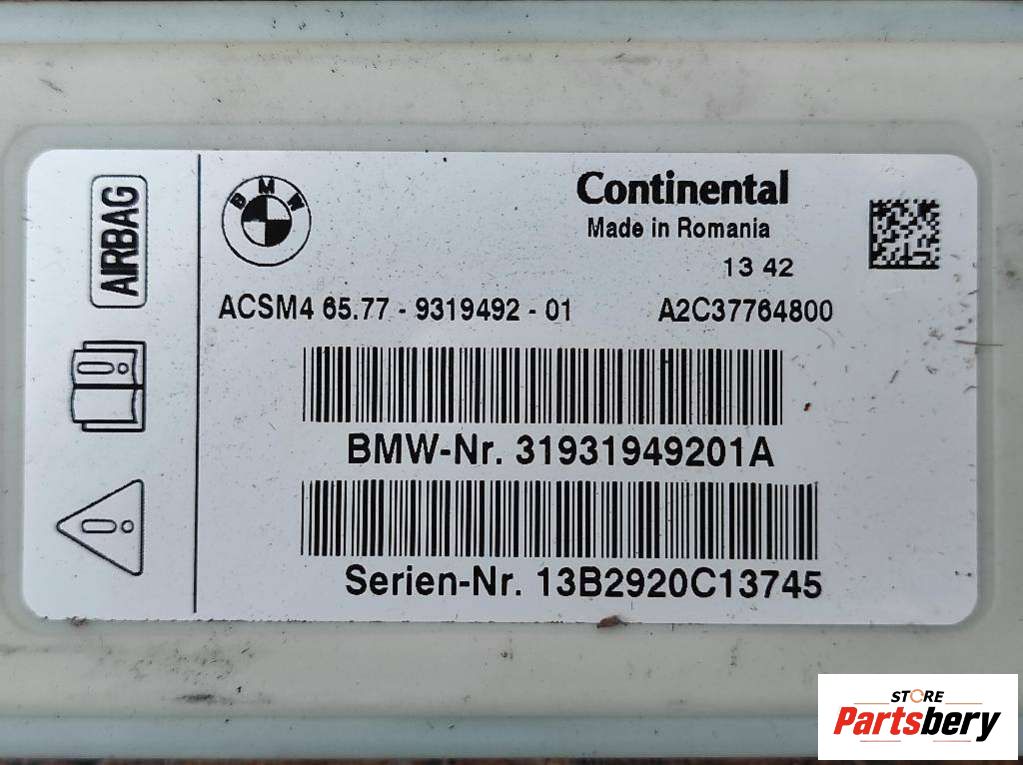 AIRBAG
BMW
Continental
Made in Romania
13 42
ACSM4 65.77 - 9319492 - 01 A2C37764800
BMW-Nr. 31931949201A
Serien-Nr. 13B2920C13745
STORE
Partsbery